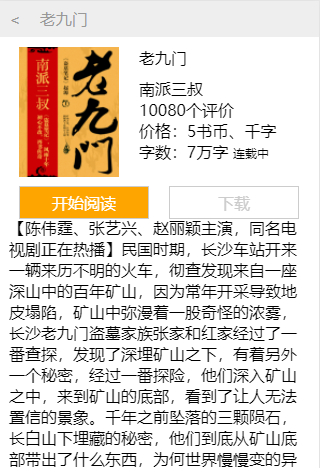 < 老九门
南派三叔
老九门
老九门
南派三叔
10080个评价
价格：5书币、千字
字数：7万字 连载中
开始阅读
下载
【陈伟霆、张艺兴、赵丽颖主演，同名电
视剧正在热播】民国时期，长沙车站开来
一辆来历不明的火车，彻查发现来自一座
深山中的百年矿山，因为常年开采导致地
皮塌陷，矿山中弥漫着一股奇怪的浓雾，
长沙老九门盗墓家族张家和红家经过了一
番查探，发现了深埋矿山之下，有着另外
一个秘密，经过一番探险，他们深入矿山
之中，来到矿山的底部，看到了让人无法
置信的景象。千年之前坠落的三颗陨石，
长白山下埋藏的秘密，他们到底从矿山底
部带出了什么东西，为何世界慢慢变的异